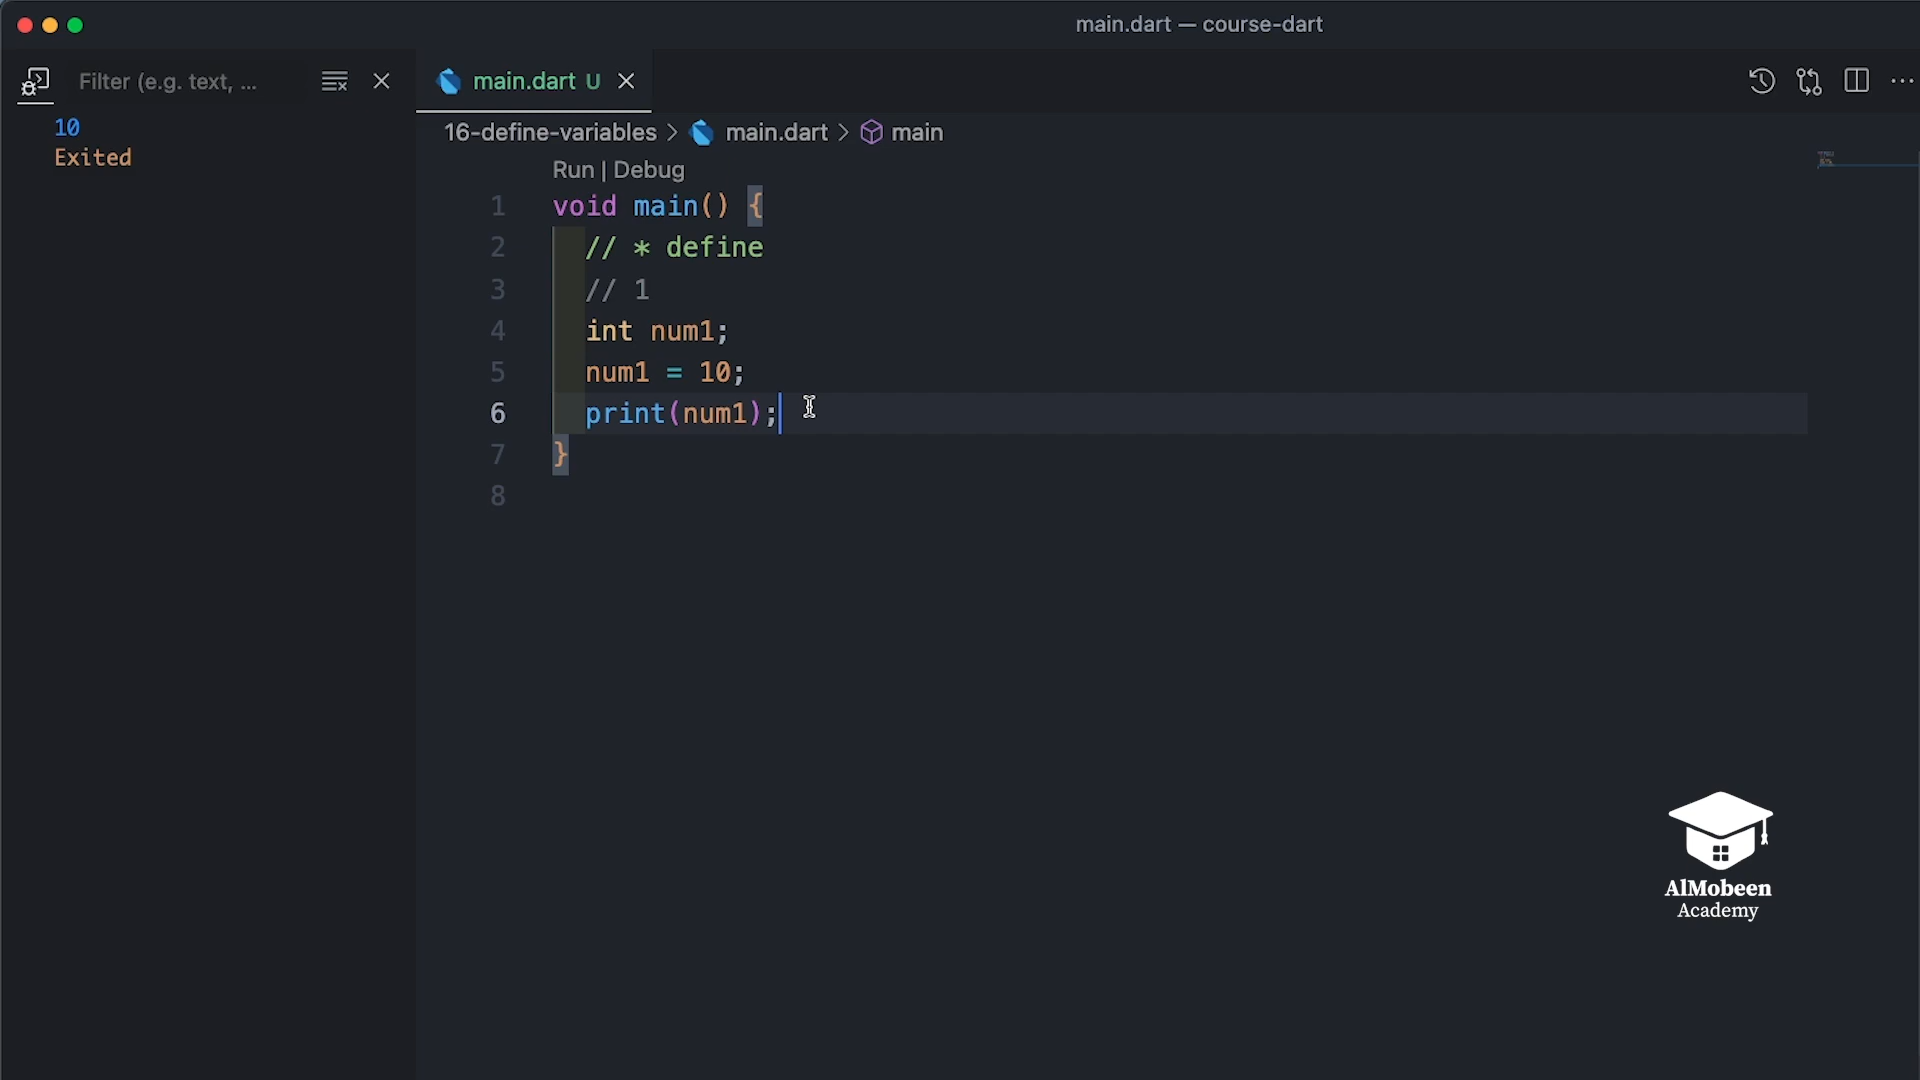 main.dart — course-dart
Filter (e.g. text, ...
main.dart U
10
Exited
16-define-variables > main.dart > main
Run | Debug
1 void main() {
2 // * define
3 // 1
4 int num1;
5 num1 = 10;
6 print(num1);
7 }
8
AlMobeen
Academy